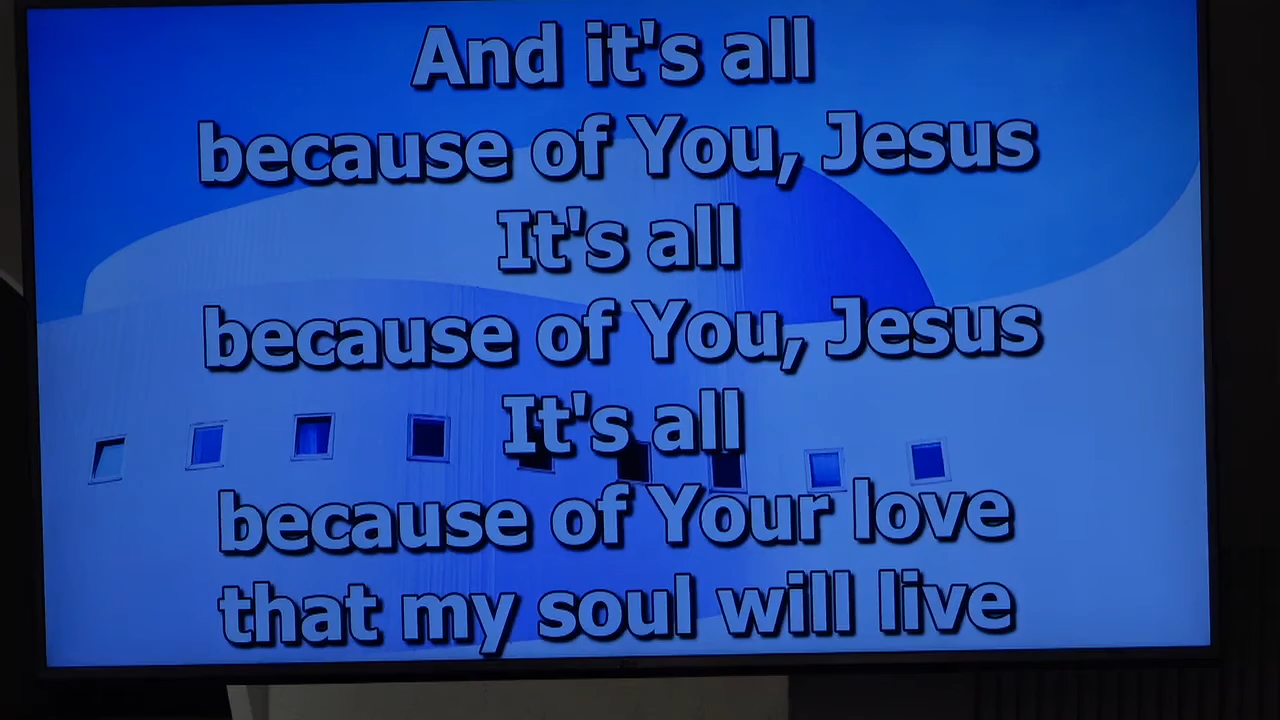 And it's all
because of You, Jesus
It's all
because of You, Jesus
It's all
because of Your love
that my soul will live